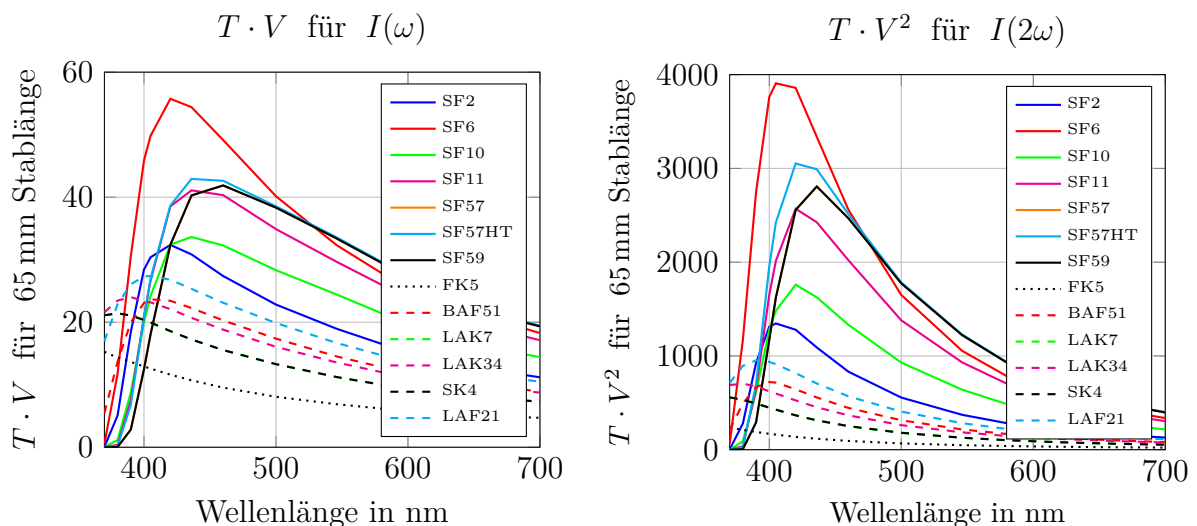 T · V für I(ω)
T · V für 65 mm Stablänge
60
40
20
0
400
500
600
700
Wellenlänge in nm
SF2
SF6
SF10
SF11
SF57
SF57HT
SF59
FK5
BAF51
LAK7
LAK34
SK4
LAF21
T · V² für I(2ω)
T · V² für 65 mm Stablänge
4000
3000
2000
1000
0
400
500
600
700
Wellenlänge in nm
SF2
SF6
SF10
SF11
SF57
SF57HT
SF59
FK5
BAF51
LAK7
LAK34
SK4
LAF21